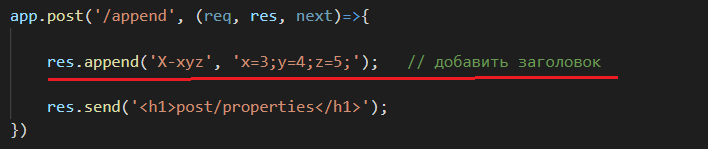 app.post('/append', (req, res, next)=>{
res.append('X-xyz', 'x=3;y=4;z=5;'); // добавить заголовок
res.send('<h1>post/properties</h1>');
})